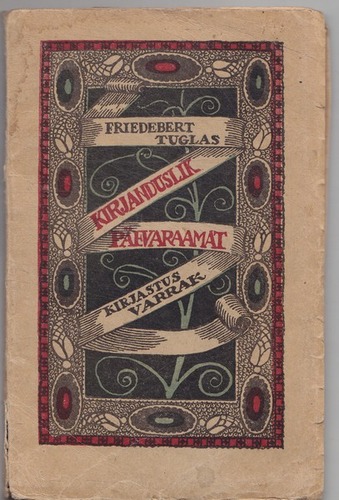 FRIEDEBERT
TUGLAS
KIRJANDUSLIK
PÄEVARAAMAT
KIRJASTUS
VARRAK